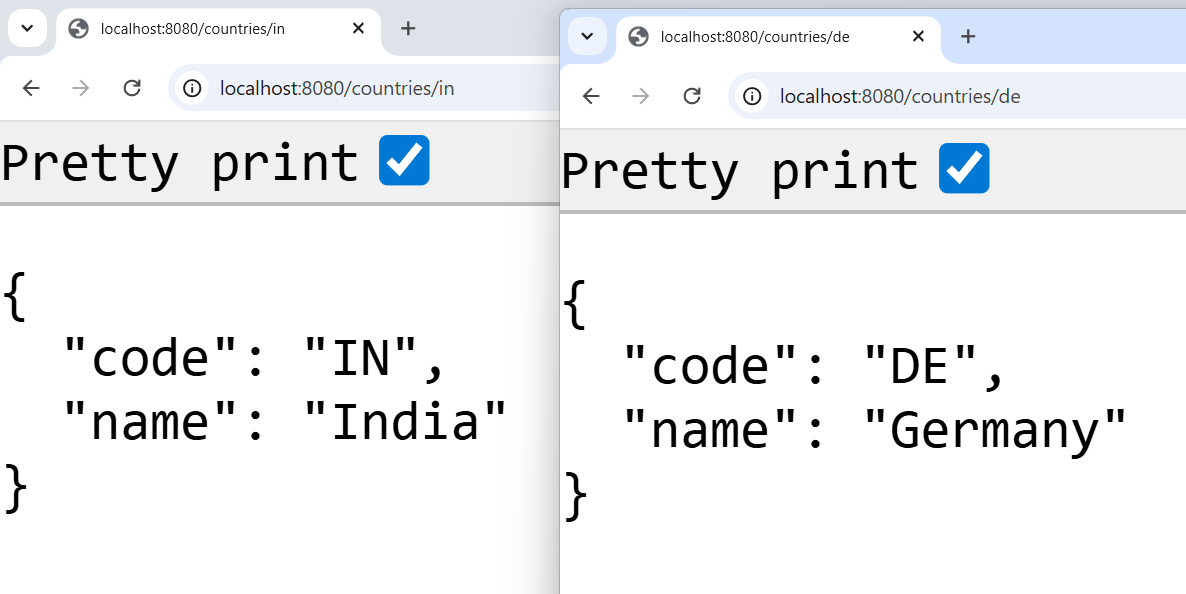 localhost:8080/countries/in
localhost:8080/countries/in
Pretty print
{
  "code": "IN",
  "name": "India"
}
localhost:8080/countries/de
localhost:8080/countries/de
Pretty print
{
  "code": "DE",
  "name": "Germany"
}